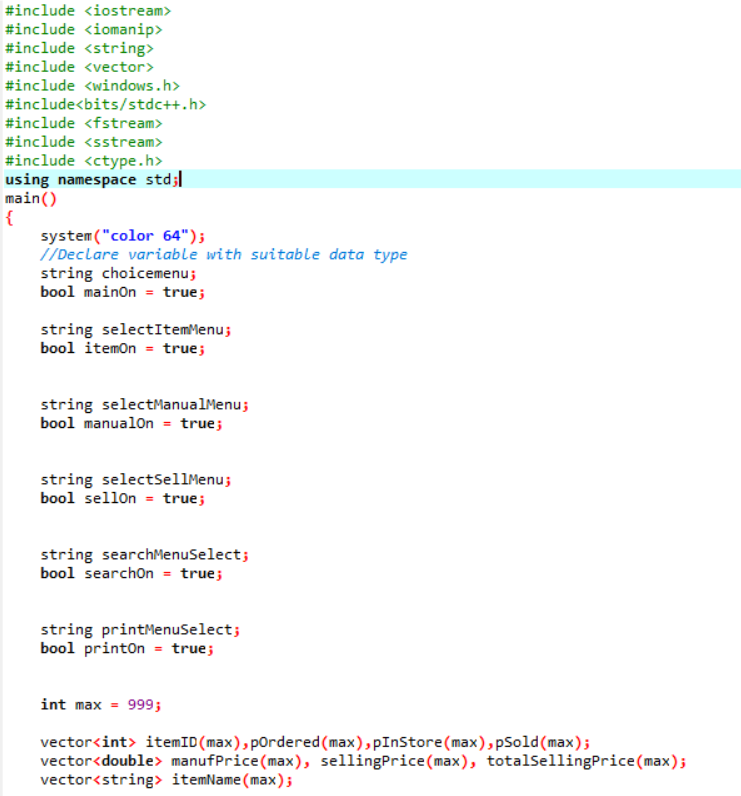 #include <iostream>
#include <iomanip>
#include <string>
#include <vector>
#include <windows.h>
#include<bits/stdc++.h>
#include <fstream>
#include <sstream>
#include <ctype.h>
using namespace std;
main()
{
system("color 64");
//Declare variable with suitable data type
string choicemenu;
bool mainOn = true;
string selectItemMenu;
bool itemOn = true;
string selectManualMenu;
bool manualOn = true;
string selectSellMenu;
bool sellOn = true;
string searchMenuSelect;
bool searchOn = true;
string printMenuSelect;
bool printOn = true;
int max = 999;
vector<int> itemID(max),pOrdered(max),pInStore(max),pSold(max);
vector<double> manufPrice(max), sellingPrice(max), totalSellingPrice(max);
vector<string> itemName(max);